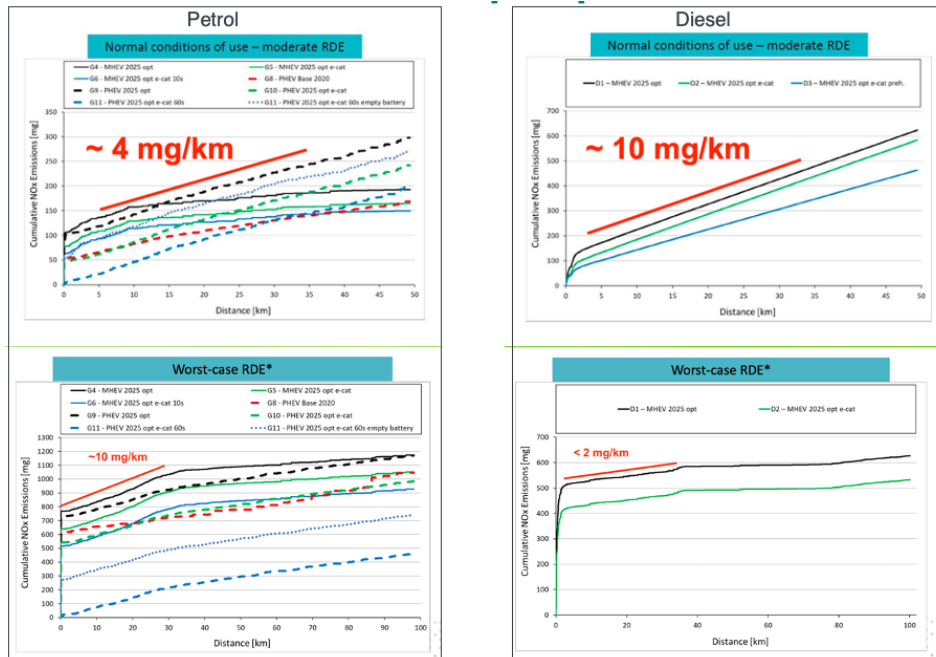 Petrol
Normal conditions of use – moderate RDE
G4 - MHEV 2025 opt
G5 - MHEV 2025 opt e-cat
G6 - MHEV 2025 opt e-cat 10s
G8 - PHEV Base 2020
G9 - PHEV 2025 opt
G10 - PHEV 2025 opt e-cat
G11 - PHEV 2025 opt e-cat 60s
G11 - PHEV 2025 opt e-cat 60s empty battery
~ 4 mg/km
Cumulative NOx Emissions [mg]
350
300
250
200
150
100
50
0
0 5 10 15 20 25 30 35 40 45 50
Distance [km]
Diesel
Normal conditions of use – moderate RDE
D1 – MHEV 2025 opt
D2 – MHEV 2025 opt e-cat
D3 – MHEV 2025 opt e-cat preh.
~ 10 mg/km
Cumulative NOx Emissions [mg]
700
600
500
400
300
200
100
0
0 5 10 15 20 25 30 35 40 45 50
Distance [km]
Worst-case RDE*
G4 - MHEV 2025 opt
G5 - MHEV 2025 opt e-cat
G6 - MHEV 2025 opt e-cat 10s
G8 - PHEV Base 2020
G9 - PHEV 2025 opt
G10 - PHEV 2025 opt e-cat
G11 - PHEV 2025 opt e-cat 60s
G11 - PHEV 2025 opt e-cat 60s empty battery
~10 mg/km
Cumulative NOx Emissions [mg]
1300
1200
1100
1000
900
800
700
600
500
400
300
200
100
0
0 10 20 30 40 50 60 70 80 90 100
Distance [km]
Worst-case RDE*
D1 – MHEV 2025 opt
D2 – MHEV 2025 opt e-cat
< 2 mg/km
Cumulative NOx Emissions [mg]
700
600
500
400
300
200
100
0
0 20 40 60 80 100
Distance [km]